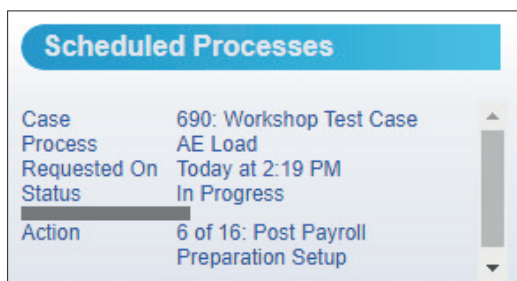 Scheduled Processes
Case 690: Workshop Test Case
Process AE Load
Requested On Today at 2:19 PM
Status In Progress
Action 6 of 16: Post Payroll
Preparation Setup